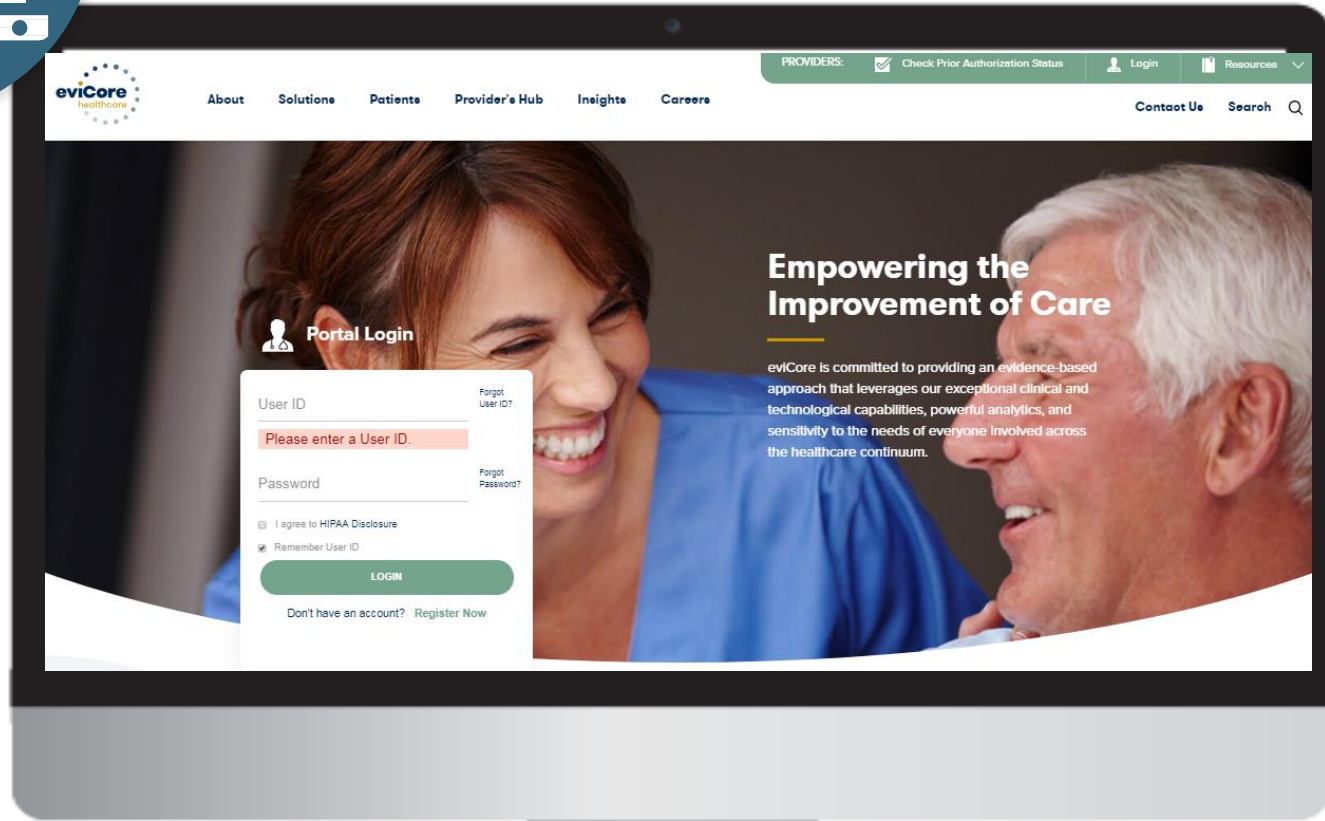 PROVIDERS: Check Prior Authorization Status Login Resources
eviCore
healthcare
About Solutions Patients Provider's Hub Insights Careers
Contact Us Search
Empowering the
Improvement of Care
eviCore is committed to providing an evidence-based
approach that leverages our exceptional clinical and
technological capabilities, powerful analytics, and
sensitivity to the needs of everyone involved across
the healthcare continuum.
Portal Login
User ID
Forgot
User ID?
Please enter a User ID.
Password
Forgot
Password?
I agree to HIPAA Disclosure
Remember User ID
LOGIN
Don't have an account? Register Now